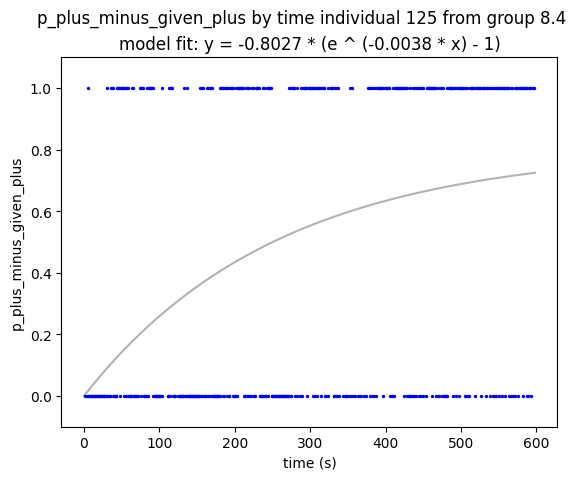 p_plus_minus_given_plus by time individual 125 from group 8.4
model fit: y = -0.8027 * (e ^ (-0.0038 * x) - 1)
1.0
0.8
0.6
0.4
0.2
0.0
p_plus_minus_given_plus
0 100 200 300 400 500 600
time (s)